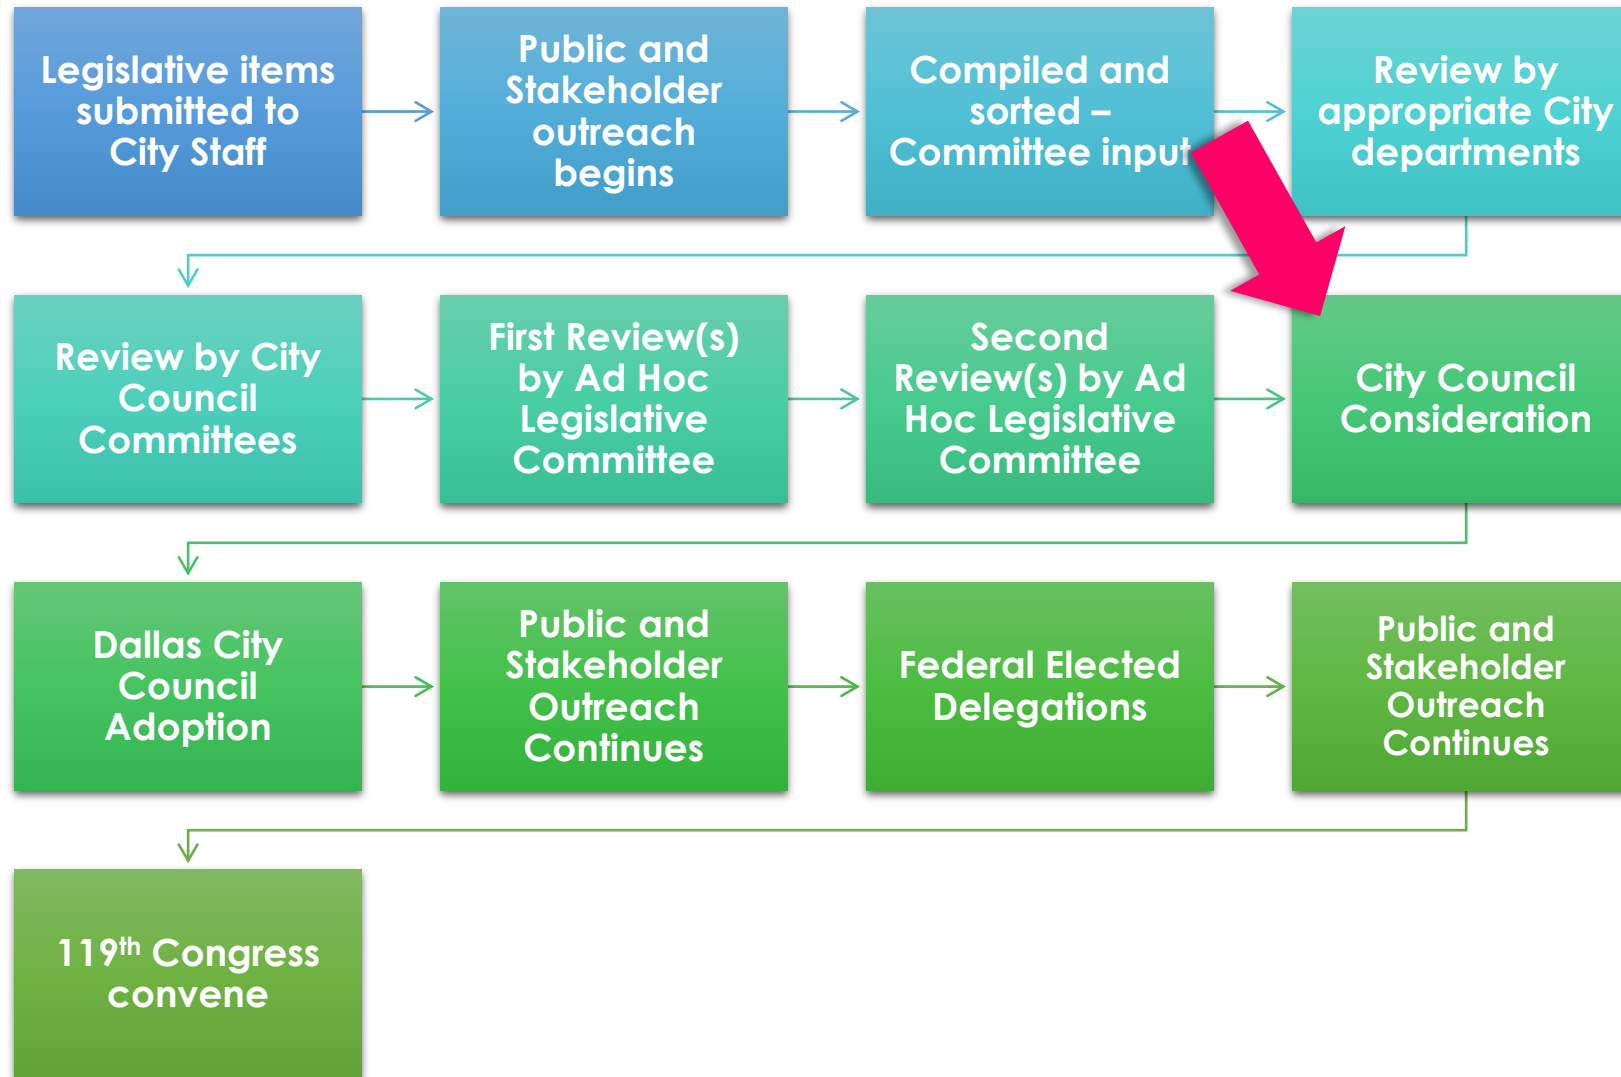 Legislative items
submitted to
City Staff
Public and
Stakeholder
outreach
begins
Compiled and
sorted –
Committee input
Review by
appropriate City
departments
Review by City
Council
Committees
First Review(s)
by Ad Hoc
Legislative
Committee
Second
Review(s) by Ad
Hoc Legislative
Committee
City Council
Consideration
Dallas City
Council
Adoption
Public and
Stakeholder
Outreach
Continues
Federal Elected
Delegations
Public and
Stakeholder
Outreach
Continues
119th Congress
convene